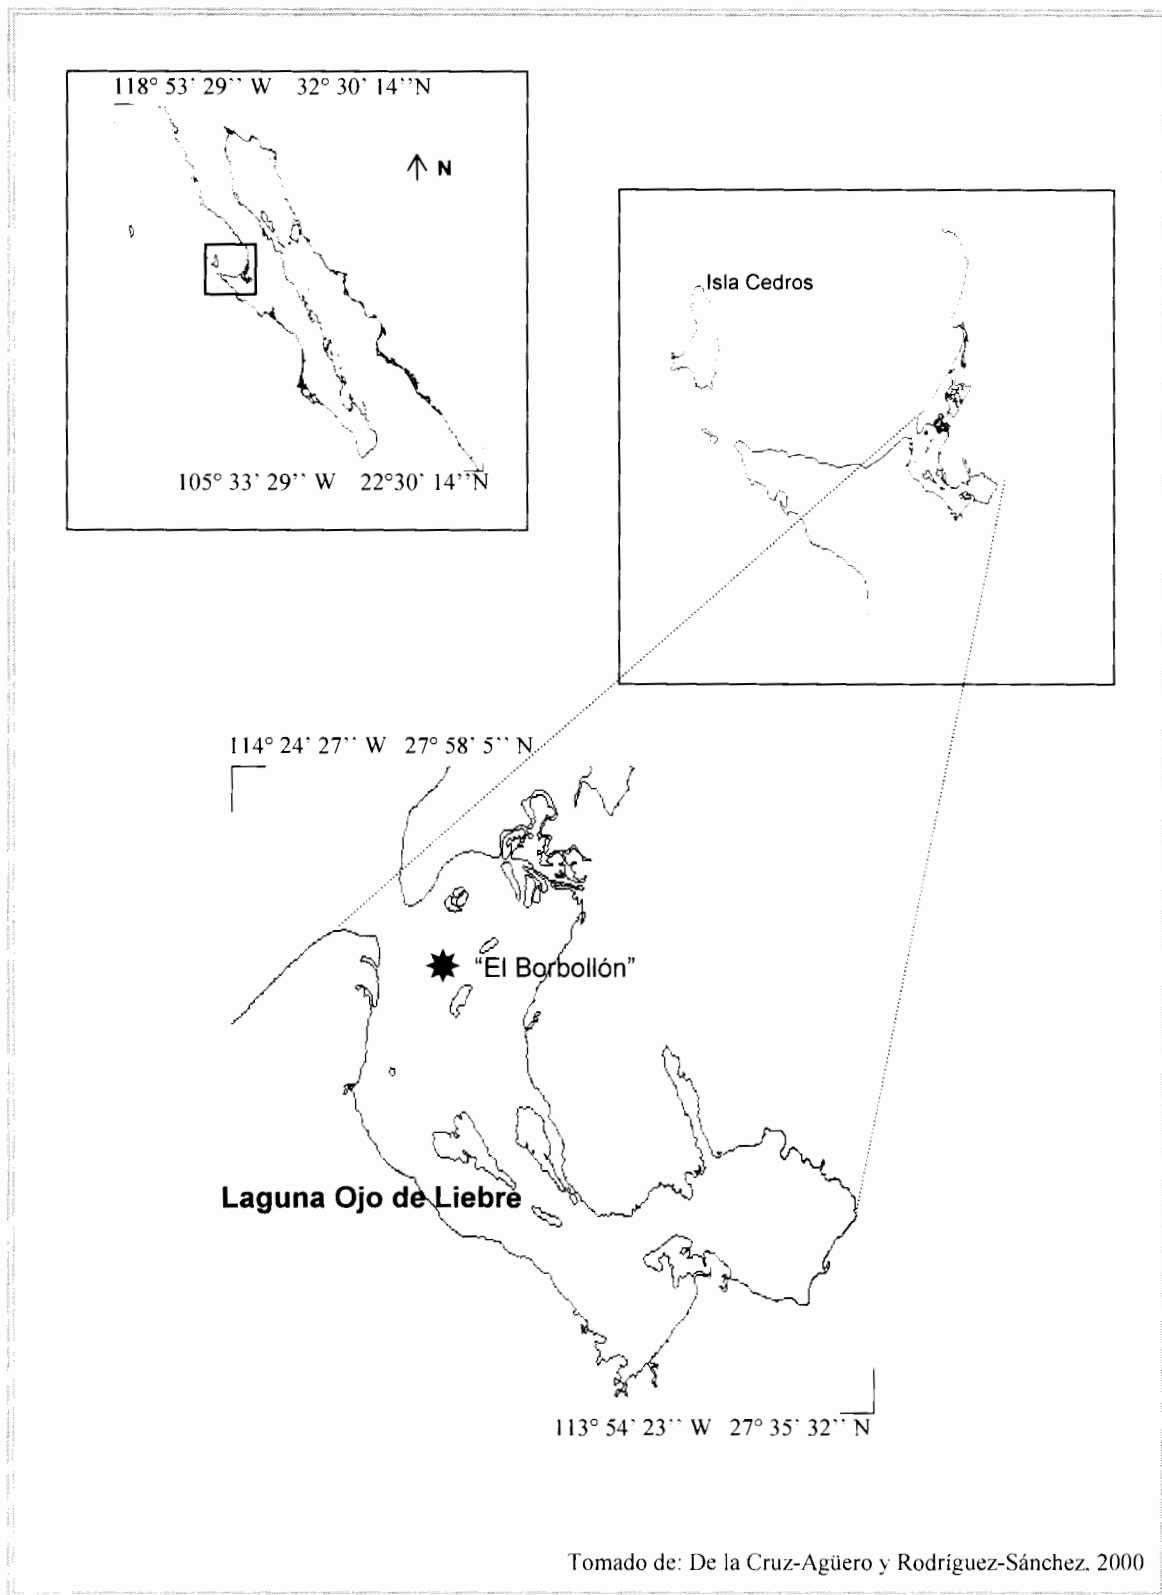 118° 53' 29'' W 32° 30' 14''N
N
Isla Cedros
105° 33' 29'' W 22°30' 14''N
114° 24' 27'' W 27° 58' 5'' N
"El Borbollón"
Laguna Ojo de Liebre
113° 54' 23'' W 27° 35' 32'' N
Tomado de: De la Cruz-Agüero y Rodríguez-Sánchez. 2000